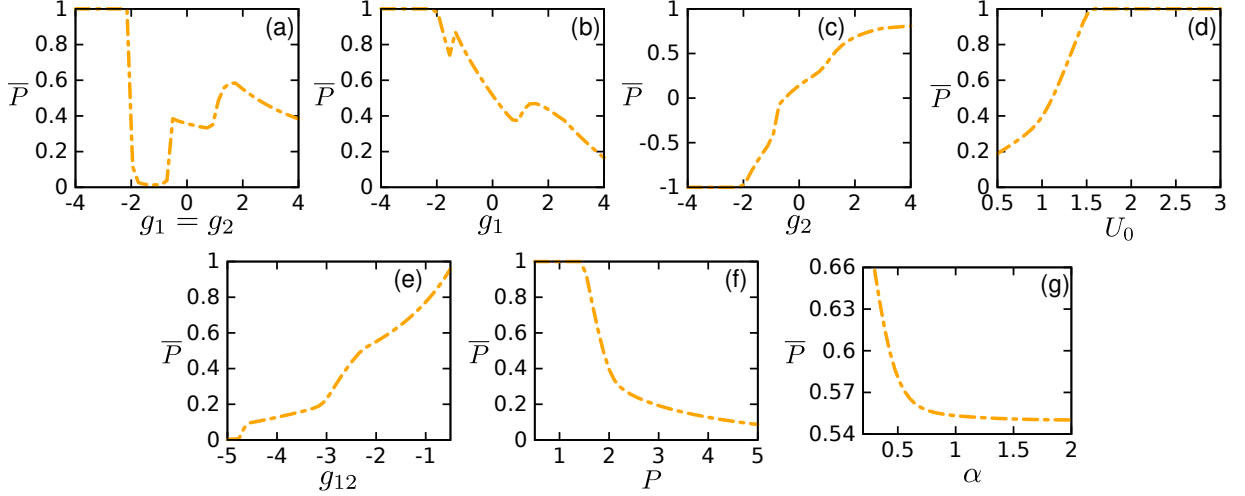 1 0.8 0.6 0.4 0.2 0
P̅
(a)
-4 -2 0 2 4
g₁ = g₂
1 0.8 0.6 0.4 0.2 0
P̅
(b)
-4 -2 0 2 4
g₁
1 0.5 0 -0.5 -1
P̅
(c)
-4 -2 0 2 4
g₂
1 0.8 0.6 0.4 0.2 0
P̅
(d)
0.5 1 1.5 2 2.5 3
U₀
1 0.8 0.6 0.4 0.2 0
P̅
(e)
-5 -4 -3 -2 -1
g₁₂
1 0.8 0.6 0.4 0.2 0
P̅
(f)
1 2 3 4 5
P
0.66 0.63 0.6 0.57 0.54
P̅
(g)
0.5 1 1.5 2
α